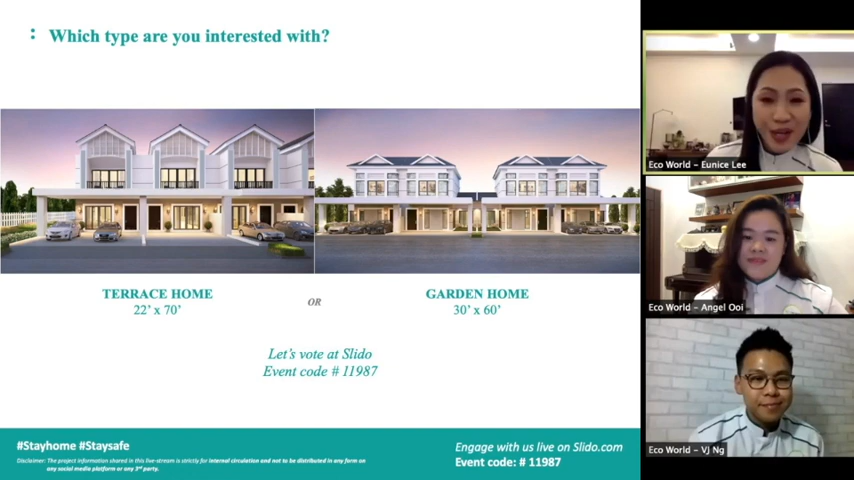 : Which type are you interested with?
TERRACE HOME
22’ x 70’
OR
GARDEN HOME
30’ x 60’
Let’s vote at Slido
Event code # 11987
#Stayhome #Staysafe
Disclaimer: The project information shared in this live-stream is strictly for internal circulation and not to be distributed in any form on
any social media platform or any 3rd party.
Engage with us live on Slido.com
Event code: # 11987
Eco World – Eunice Lee
Eco World – Angel Ooi
Eco World – VJ Ng